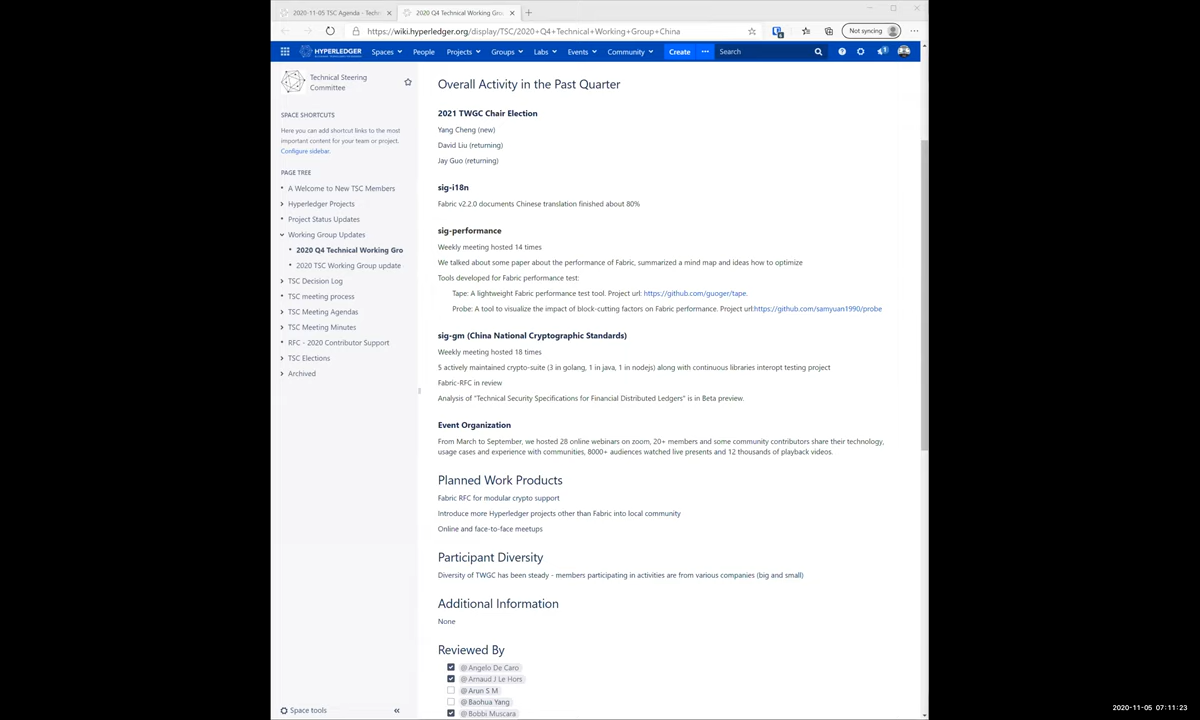 2020-11-05 TSC Agenda - Techn
2020 Q4 Technical Working Grou
https://wiki.hyperledger.org/display/TSC/2020+Q4+Technical+Working+Group+China
Not syncing
HYPERLEDGER Spaces People Projects Groups Labs Events Community Create Search
Technical Steering
Committee
SPACE SHORTCUTS
Here you can add shortcut links to the most
important content for your team or project.
Configure sidebar.
PAGE TREE
A Welcome to New TSC Members
Hyperledger Projects
Project Status Updates
Working Group Updates
2020 Q4 Technical Working Gro
2020 TSC Working Group update
TSC Decision Log
TSC meeting process
TSC Meeting Agendas
TSC Meeting Minutes
RFC - 2020 Contributor Support
TSC Elections
Archived
Space tools
Overall Activity in the Past Quarter
2021 TWGC Chair Election
Yang Cheng (new)
David Liu (returning)
Jay Guo (returning)
sig-i18n
Fabric v2.2.0 documents Chinese translation finished about 80%
sig-performance
Weekly meeting hosted 14 times
We talked about some paper about the performance of Fabric, summarized a mind map and ideas how to optimize
Tools developed for Fabric performance test:
Tape: A lightweight Fabric performance test tool. Project url: https://github.com/guoger/tape.
Probe: A tool to visualize the impact of block-cutting factors on Fabric performance. Project url:https://github.com/samyuan1990/probe
sig-gm (China National Cryptographic Standards)
Weekly meeting hosted 18 times
5 actively maintained crypto-suite (3 in golang, 1 in java, 1 in nodejs) along with continuous libraries interopt testing project
Fabric-RFC in review
Analysis of "Technical Security Specifications for Financial Distributed Ledgers" is in Beta preview.
Event Organization
From March to September, we hosted 28 online webinars on zoom, 20+ members and some community contributors share their technology,
usage cases and experience with communities, 8000+ audiences watched live presents and 12 thousands of playback videos.
Planned Work Products
Fabric RFC for modular crypto support
Introduce more Hyperledger projects other than Fabric into local community
Online and face-to-face meetups
Participant Diversity
Diversity of TWGC has been steady - members participating in activities are from various companies (big and small)
Additional Information
None
Reviewed By
@Angelo De Caro
@Arnaud J Le Hors
@Arun S M
@Baohua Yang
@Bobbi Muscara
2020-11-05 07:11:23